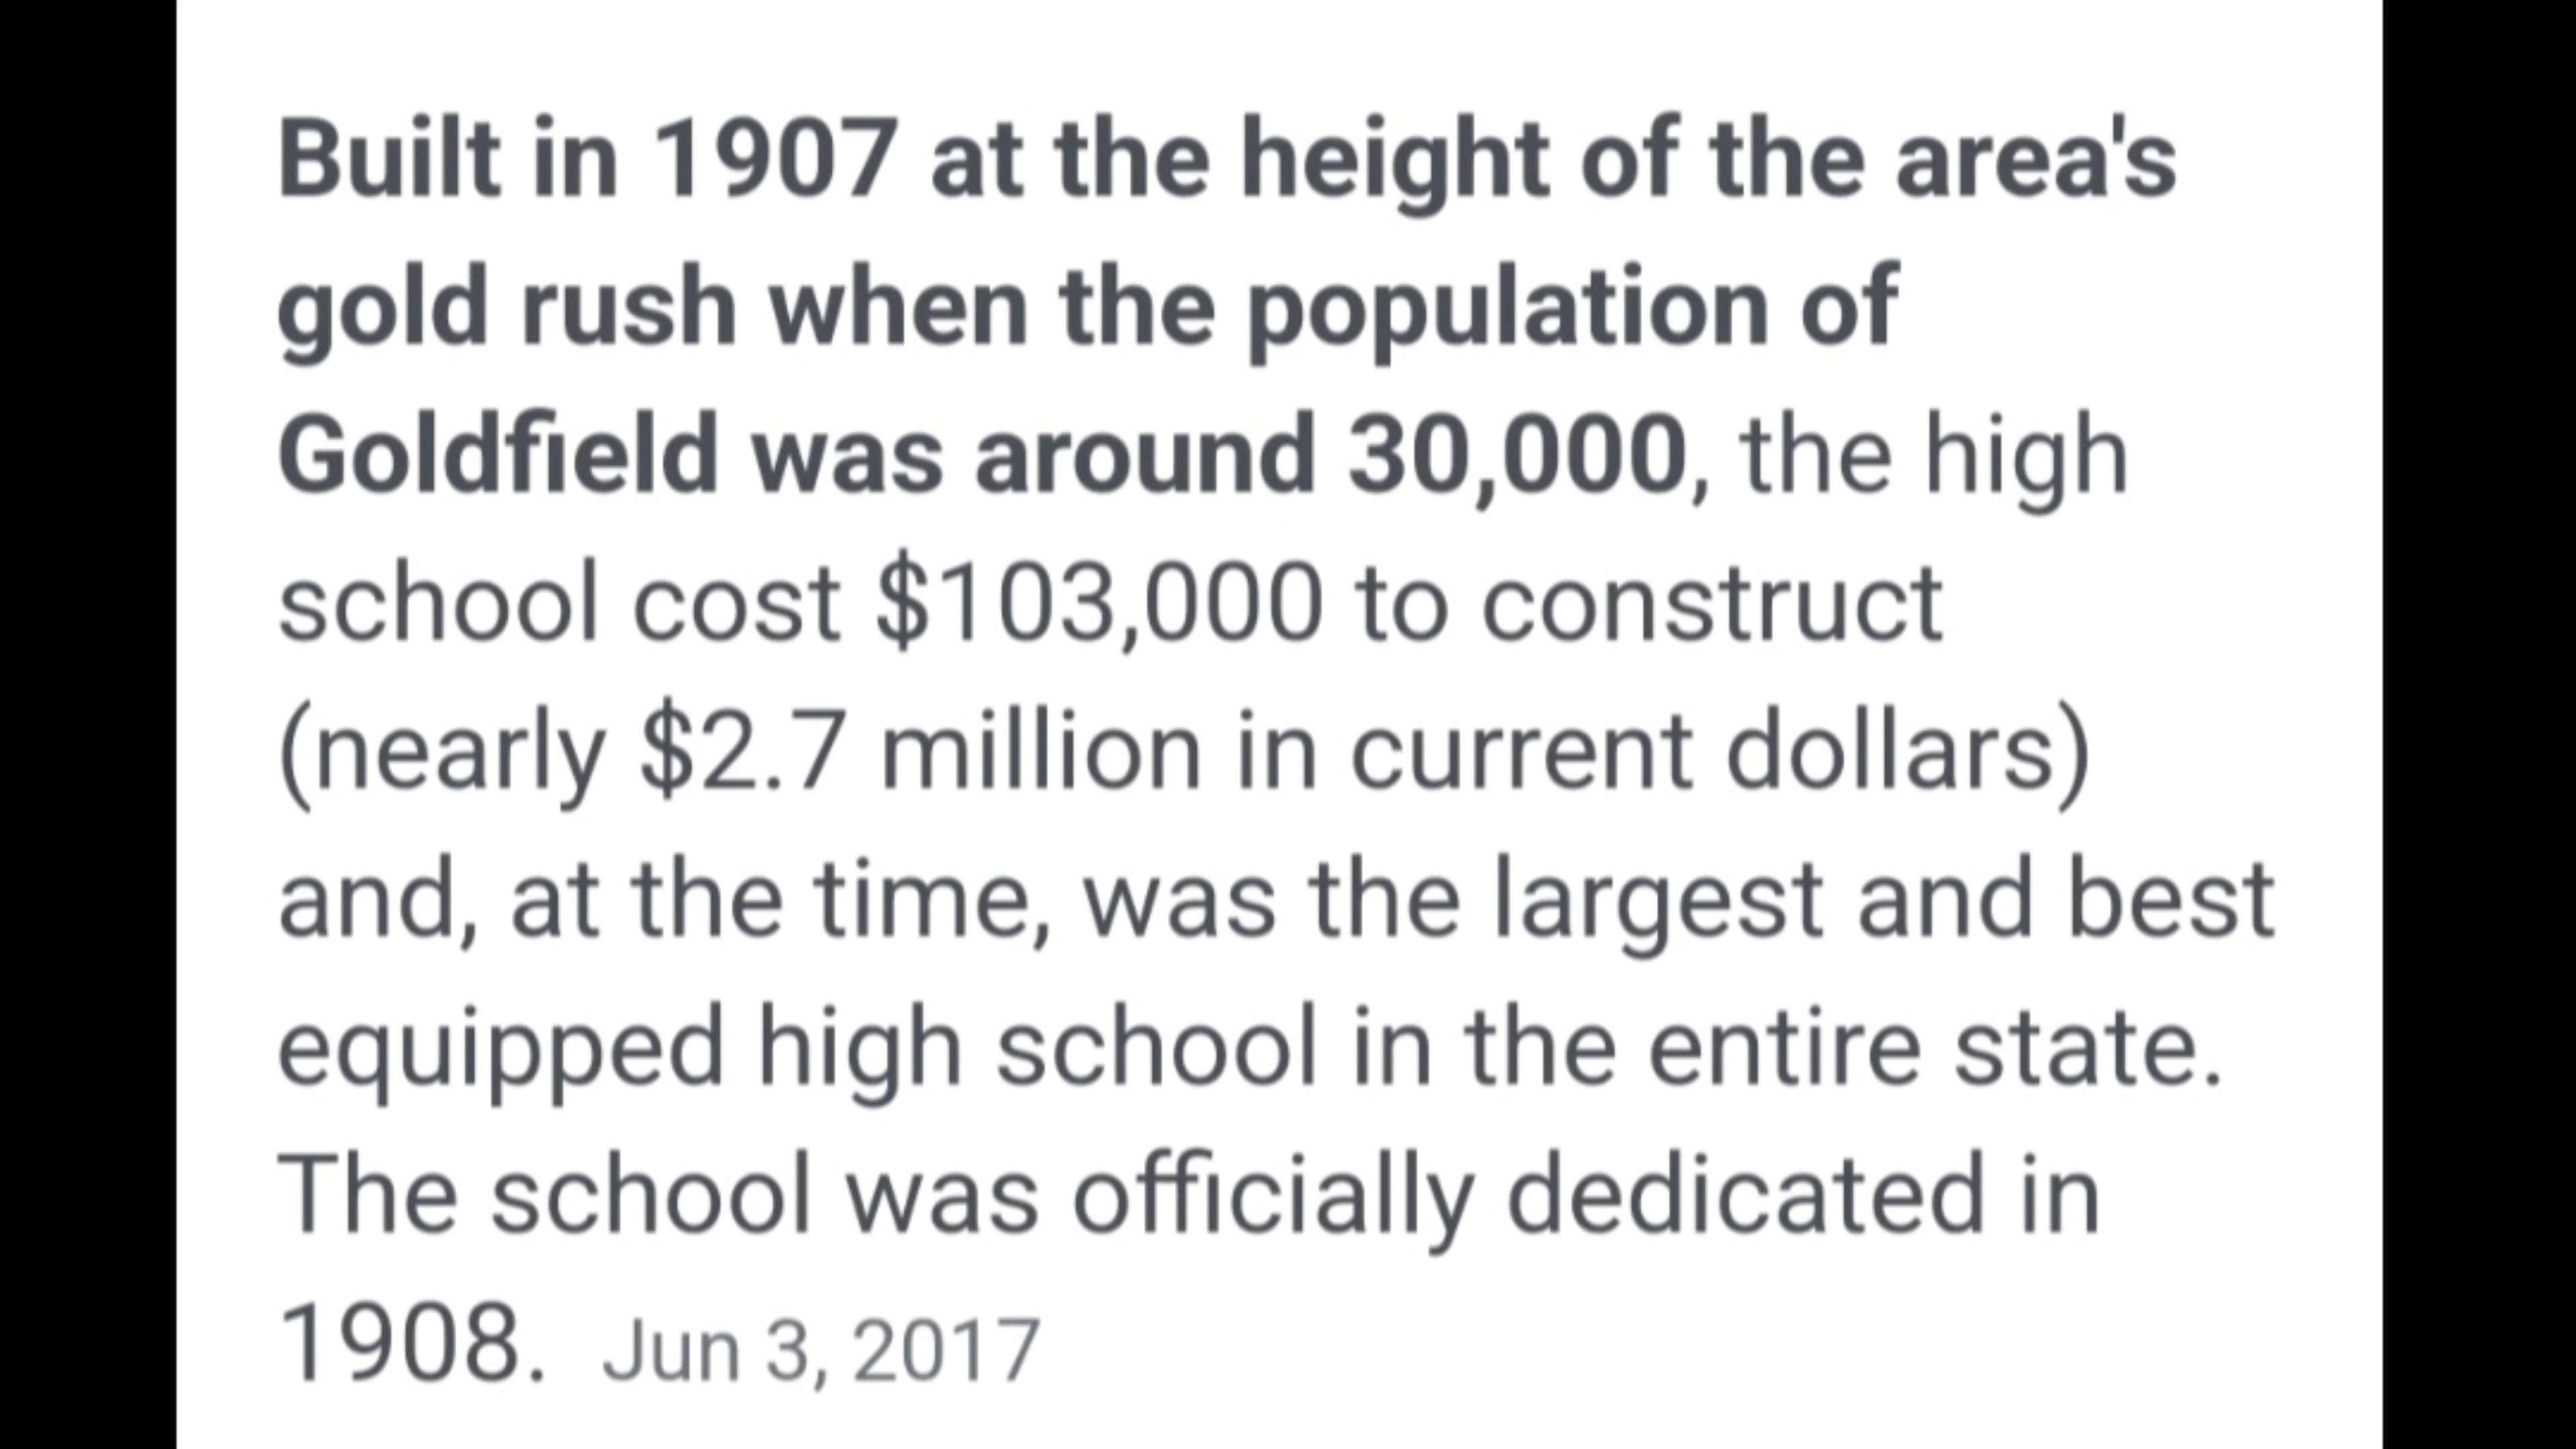 Built in 1907 at the height of the area's
gold rush when the population of
Goldfield was around 30,000, the high
school cost $103,000 to construct
(nearly $2.7 million in current dollars)
and, at the time, was the largest and best
equipped high school in the entire state.
The school was officially dedicated in
1908. Jun 3, 2017